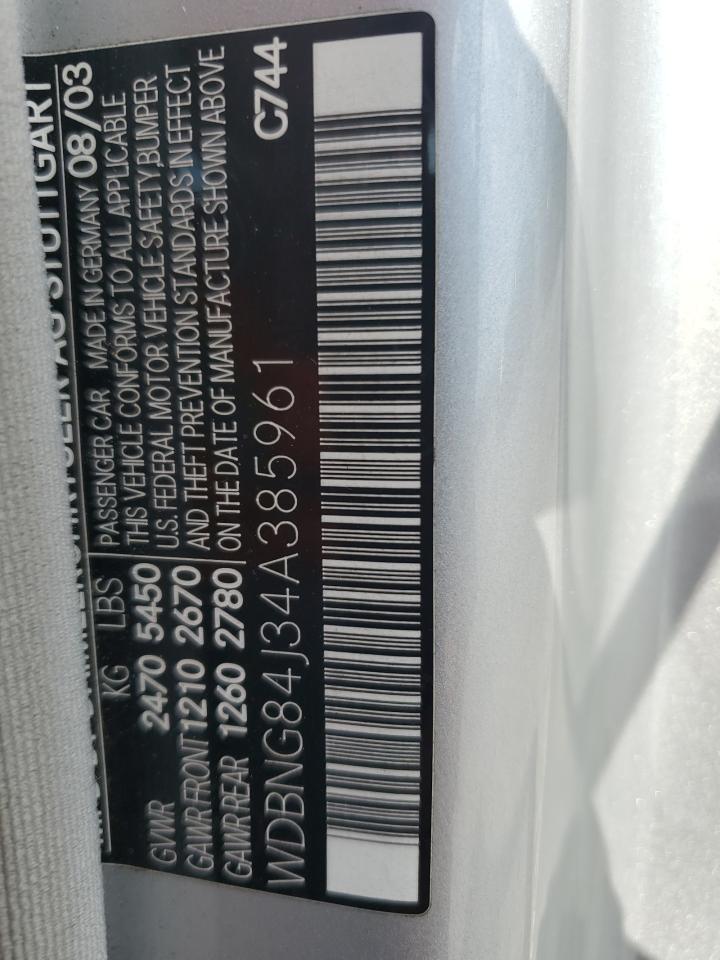 AG STUTTGART
PASSENGER CAR MADE IN GERMANY 08/03
THIS VEHICLE CONFORMS TO ALL APPLICABLE
U.S. FEDERAL MOTOR VEHICLE SAFETY, BUMPER
AND THEFT PREVENTION STANDARDS IN EFFECT
ON THE DATE OF MANUFACTURE SHOWN ABOVE
KG LBS
GVWR 2470 5450
GAWR FRONT 1210 2670
GAWR REAR 1260 2780
WDBNG84J34A385961 C744